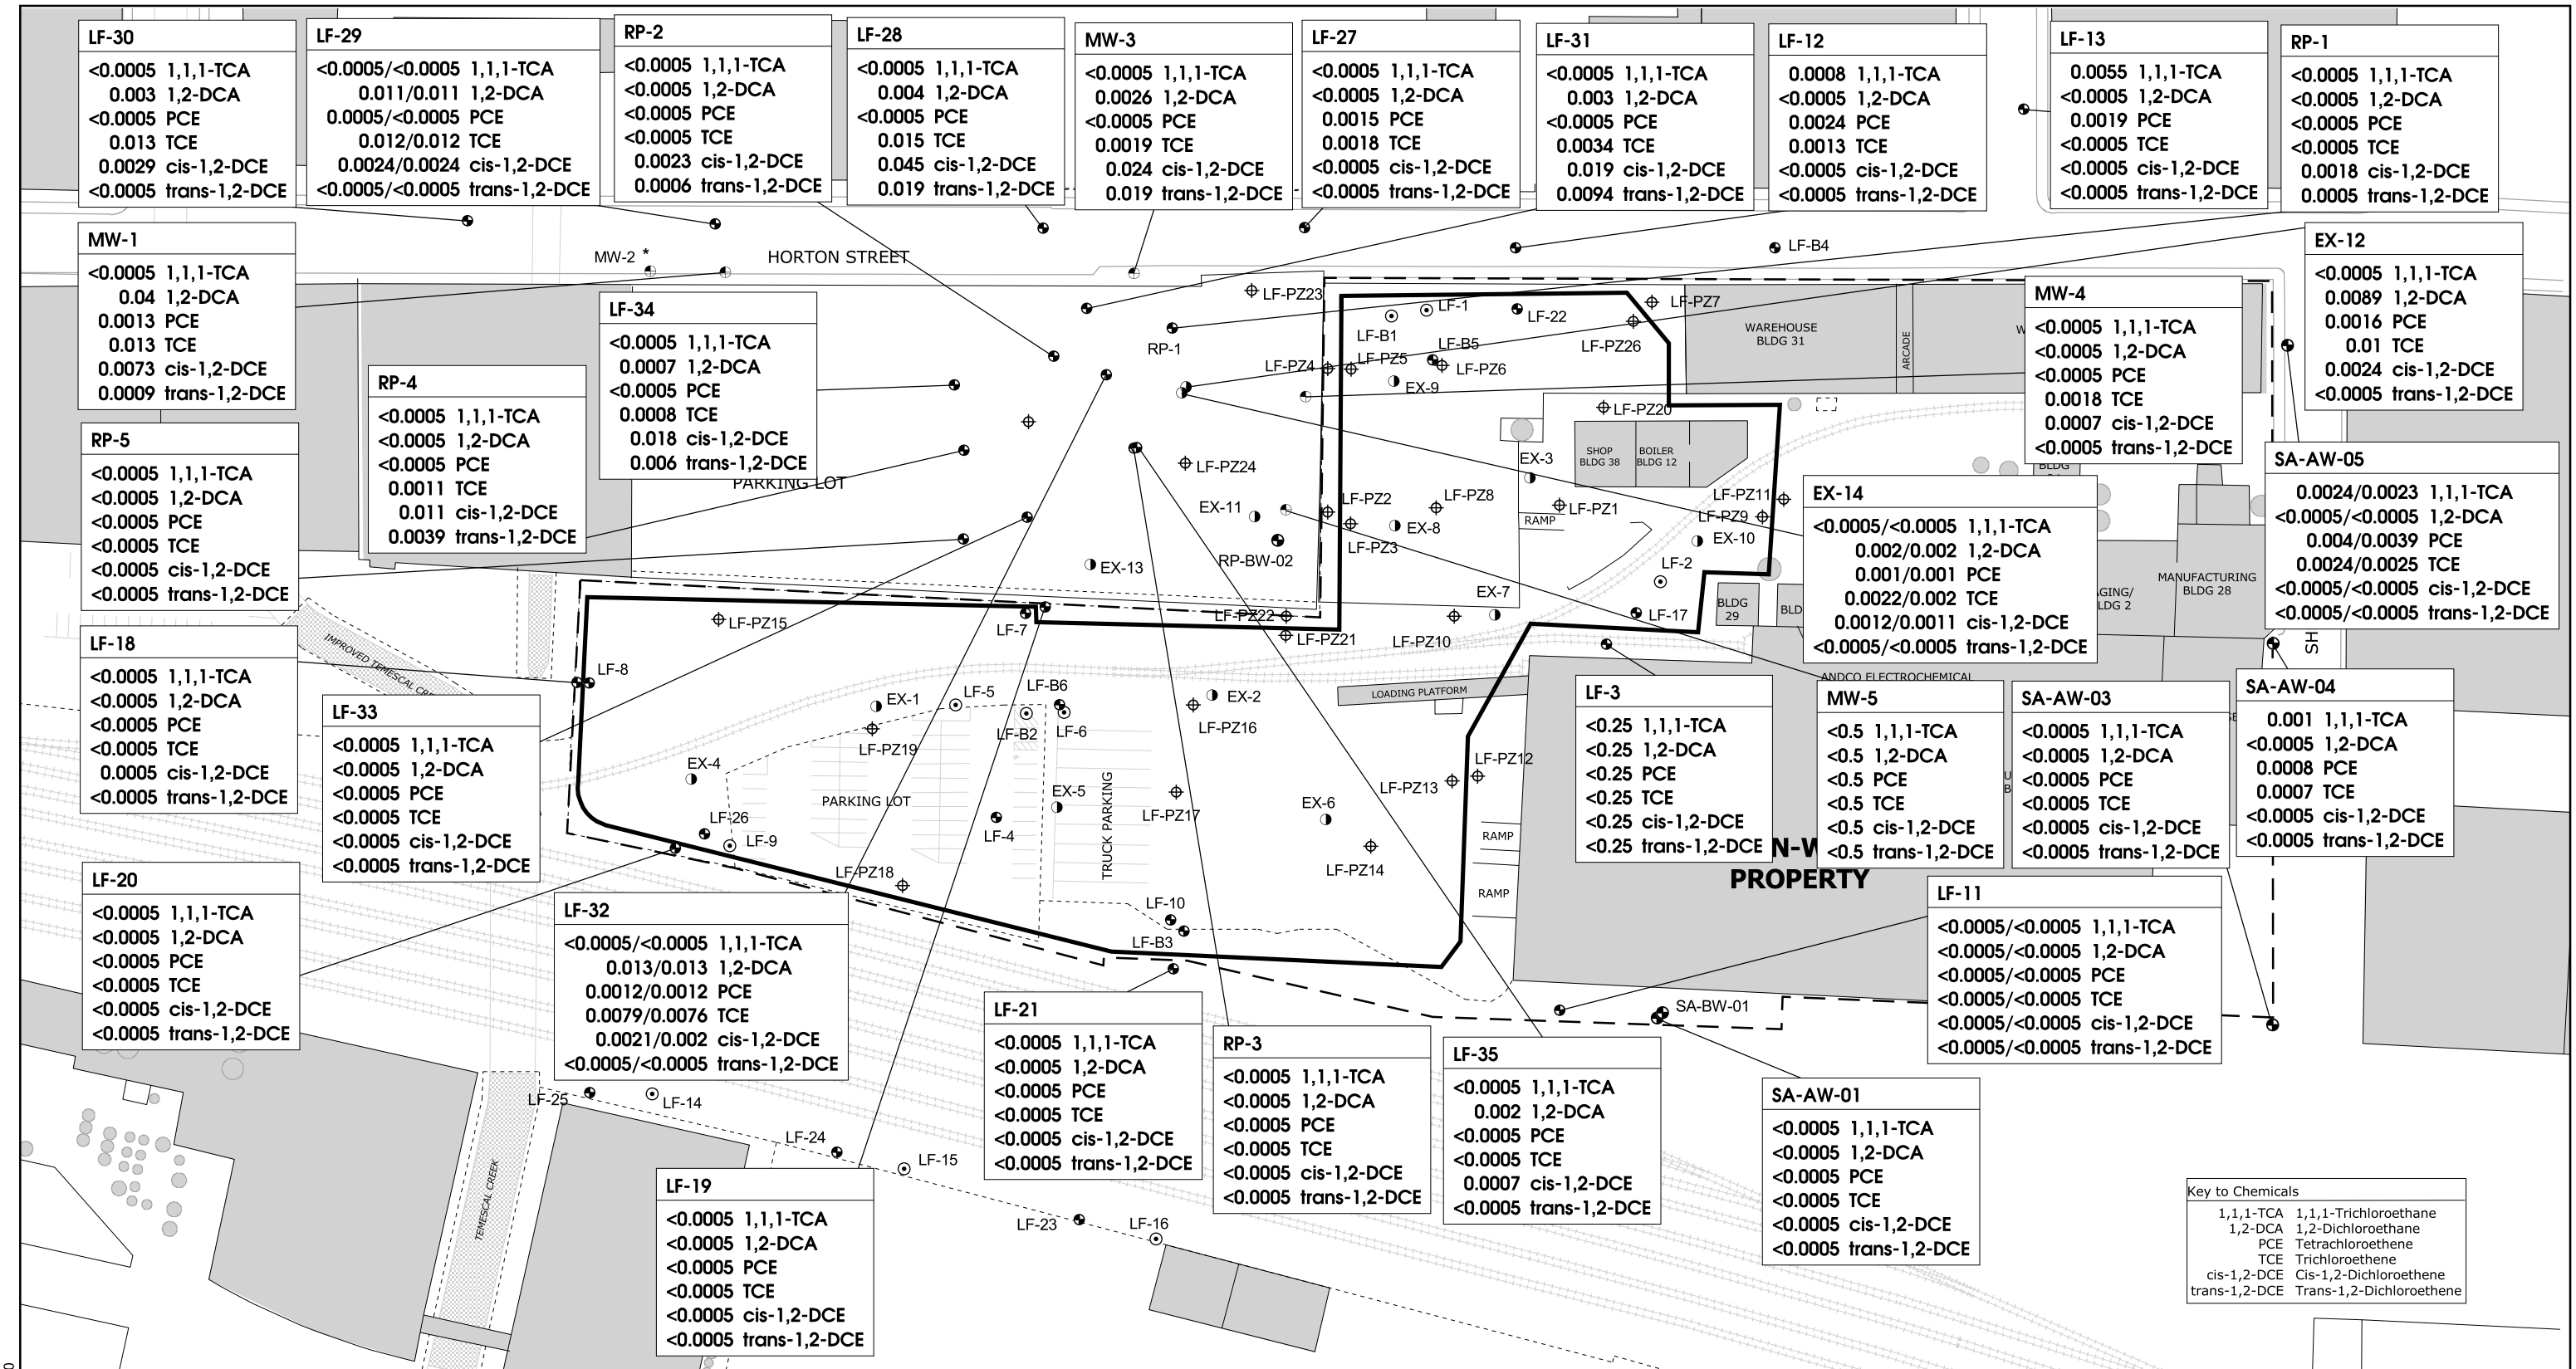 LF-30
<0.0005 1,1,1-TCA
0.003 1,2-DCA
<0.0005 PCE
0.013 TCE
0.0029 cis-1,2-DCE
<0.0005 trans-1,2-DCE
LF-29
<0.0005/<0.0005 1,1,1-TCA
0.011/0.011 1,2-DCA
0.0005/<0.0005 PCE
0.012/0.012 TCE
0.0024/0.0024 cis-1,2-DCE
<0.0005/<0.0005 trans-1,2-DCE
RP-2
<0.0005 1,1,1-TCA
<0.0005 1,2-DCA
<0.0005 PCE
<0.0005 TCE
0.0023 cis-1,2-DCE
0.0006 trans-1,2-DCE
LF-28
<0.0005 1,1,1-TCA
0.004 1,2-DCA
<0.0005 PCE
0.015 TCE
0.045 cis-1,2-DCE
0.019 trans-1,2-DCE
MW-3
<0.0005 1,1,1-TCA
0.0026 1,2-DCA
<0.0005 PCE
0.0019 TCE
0.024 cis-1,2-DCE
0.019 trans-1,2-DCE
LF-27
<0.0005 1,1,1-TCA
<0.0005 1,2-DCA
0.0015 PCE
0.0018 TCE
<0.0005 cis-1,2-DCE
<0.0005 trans-1,2-DCE
LF-31
<0.0005 1,1,1-TCA
0.003 1,2-DCA
<0.0005 PCE
0.0034 TCE
0.019 cis-1,2-DCE
0.0094 trans-1,2-DCE
LF-12
0.0008 1,1,1-TCA
<0.0005 1,2-DCA
0.0024 PCE
0.0013 TCE
<0.0005 cis-1,2-DCE
<0.0005 trans-1,2-DCE
LF-13
0.0055 1,1,1-TCA
<0.0005 1,2-DCA
0.0019 PCE
<0.0005 TCE
<0.0005 cis-1,2-DCE
<0.0005 trans-1,2-DCE
RP-1
<0.0005 1,1,1-TCA
<0.0005 1,2-DCA
<0.0005 PCE
<0.0005 TCE
0.0018 cis-1,2-DCE
0.0005 trans-1,2-DCE
MW-1
<0.0005 1,1,1-TCA
0.04 1,2-DCA
0.0013 PCE
0.013 TCE
0.0073 cis-1,2-DCE
0.0009 trans-1,2-DCE
MW-2 *
HORTON STREET
LF-B4
EX-12
<0.0005 1,1,1-TCA
0.0089 1,2-DCA
0.0016 PCE
0.01 TCE
0.0024 cis-1,2-DCE
<0.0005 trans-1,2-DCE
LF-34
<0.0005 1,1,1-TCA
0.0007 1,2-DCA
<0.0005 PCE
0.0008 TCE
0.018 cis-1,2-DCE
0.006 trans-1,2-DCE
MW-4
<0.0005 1,1,1-TCA
<0.0005 1,2-DCA
<0.0005 PCE
0.0018 TCE
0.0007 cis-1,2-DCE
<0.0005 trans-1,2-DCE
LF-PZ23
LF-1
LF-B1
LF-22
LF-PZ7
LF-PZ26
WAREHOUSE
BLDG 31
ARCADE
W
RP-1
LF-B5
LF-PZ4
LF-PZ5
LF-PZ6
EX-9
LF-PZ20
RP-4
<0.0005 1,1,1-TCA
<0.0005 1,2-DCA
<0.0005 PCE
0.0011 TCE
0.011 cis-1,2-DCE
0.0039 trans-1,2-DCE
RP-5
<0.0005 1,1,1-TCA
<0.0005 1,2-DCA
<0.0005 PCE
<0.0005 TCE
<0.0005 cis-1,2-DCE
<0.0005 trans-1,2-DCE
PARKING LOT
LF-PZ24
EX-11
RP-BW-02
EX-13
LF-PZ2
LF-PZ8
EX-8
LF-PZ3
EX-3
RAMP
LF-PZ1
SHOP
BLDG 38
BOILER
BLDG 12
LF-PZ11
LF-PZ9
EX-10
LF-2
LF-17
EX-7
LF-PZ10
LF-PZ22
LF-PZ21
BLDG
29
BLD
BLDG
AGING/
LDG 2
MANUFACTURING
BLDG 28
SH
EX-14
<0.0005/<0.0005 1,1,1-TCA
0.002/0.002 1,2-DCA
0.001/0.001 PCE
0.0022/0.002 TCE
0.0012/0.0011 cis-1,2-DCE
<0.0005/<0.0005 trans-1,2-DCE
SA-AW-05
0.0024/0.0023 1,1,1-TCA
<0.0005/<0.0005 1,2-DCA
0.004/0.0039 PCE
0.0024/0.0025 TCE
<0.0005/<0.0005 cis-1,2-DCE
<0.0005/<0.0005 trans-1,2-DCE
LF-18
<0.0005 1,1,1-TCA
<0.0005 1,2-DCA
<0.0005 PCE
<0.0005 TCE
0.0005 cis-1,2-DCE
<0.0005 trans-1,2-DCE
IMPROVED TEMESCAL CRE
LF-PZ15
LF-7
LF-8
LF-33
<0.0005 1,1,1-TCA
<0.0005 1,2-DCA
<0.0005 PCE
<0.0005 TCE
<0.0005 cis-1,2-DCE
<0.0005 trans-1,2-DCE
EX-1
LF-5
LF-B6
LF-PZ19
LF-B2
LF-6
EX-2
LF-PZ16
LOADING PLATFORM
ANDCO ELECTROCHEMICAL
LF-3
<0.25 1,1,1-TCA
<0.25 1,2-DCA
<0.25 PCE
<0.25 TCE
<0.25 cis-1,2-DCE
<0.25 trans-1,2-DCE
MW-5
<0.5 1,1,1-TCA
<0.5 1,2-DCA
<0.5 PCE
<0.5 TCE
<0.5 cis-1,2-DCE
<0.5 trans-1,2-DCE
SA-AW-03
<0.0005 1,1,1-TCA
<0.0005 1,2-DCA
<0.0005 PCE
<0.0005 TCE
<0.0005 cis-1,2-DCE
<0.0005 trans-1,2-DCE
SA-AW-04
0.001 1,1,1-TCA
<0.0005 1,2-DCA
0.0008 PCE
0.0007 TCE
<0.0005 cis-1,2-DCE
<0.0005 trans-1,2-DCE
EX-4
PARKING LOT
EX-5
TRUCK PARKING
LF-26
LF-9
LF-4
LF-PZ17
EX-6
LF-PZ13
LF-PZ12
LF-PZ14
RAMP
RAMP
LF-PZ18
LF-10
LF-B3
N-W
PROPERTY
LF-20
<0.0005 1,1,1-TCA
<0.0005 1,2-DCA
<0.0005 PCE
<0.0005 TCE
<0.0005 cis-1,2-DCE
<0.0005 trans-1,2-DCE
LF-32
<0.0005/<0.0005 1,1,1-TCA
0.013/0.013 1,2-DCA
0.0012/0.0012 PCE
0.0079/0.0076 TCE
0.0021/0.002 cis-1,2-DCE
<0.0005/<0.0005 trans-1,2-DCE
LF-11
<0.0005/<0.0005 1,1,1-TCA
<0.0005/<0.0005 1,2-DCA
<0.0005/<0.0005 PCE
<0.0005/<0.0005 TCE
<0.0005/<0.0005 cis-1,2-DCE
<0.0005/<0.0005 trans-1,2-DCE
SA-BW-01
LF-21
<0.0005 1,1,1-TCA
<0.0005 1,2-DCA
<0.0005 PCE
<0.0005 TCE
<0.0005 cis-1,2-DCE
<0.0005 trans-1,2-DCE
RP-3
<0.0005 1,1,1-TCA
<0.0005 1,2-DCA
<0.0005 PCE
<0.0005 TCE
<0.0005 cis-1,2-DCE
<0.0005 trans-1,2-DCE
LF-35
<0.0005 1,1,1-TCA
0.002 1,2-DCA
<0.0005 PCE
<0.0005 TCE
0.0007 cis-1,2-DCE
<0.0005 trans-1,2-DCE
SA-AW-01
<0.0005 1,1,1-TCA
<0.0005 1,2-DCA
<0.0005 PCE
<0.0005 TCE
<0.0005 cis-1,2-DCE
<0.0005 trans-1,2-DCE
LF-25
LF-14
LF-24
LF-15
LF-23
LF-16
TEMESCAL CREEK
LF-19
<0.0005 1,1,1-TCA
<0.0005 1,2-DCA
<0.0005 PCE
<0.0005 TCE
<0.0005 cis-1,2-DCE
<0.0005 trans-1,2-DCE
Key to Chemicals
1,1,1-TCA 1,1,1-Trichloroethane
1,2-DCA 1,2-Dichloroethane
PCE Tetrachloroethene
TCE Trichloroethene
cis-1,2-DCE Cis-1,2-Dichloroethene
trans-1,2-DCE Trans-1,2-Dichloroethene